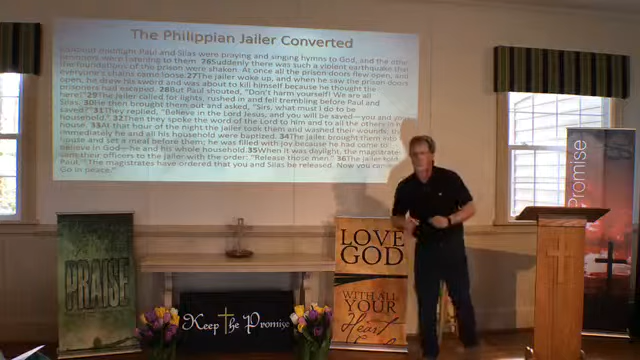 The Philippian Jailer Converted
midnight Paul and Silas were praying and singing hymns to God, and the other
prisoners were listening to them 26Suddenly there was such a violent earthquake that
the foundations of the prison were shaken. At once all the prison doors flew open, and
everyone's chains came loose.27The jailer woke up, and when he saw the prison doors
open, he drew his sword and was about to kill himself because he thought the
prisoners had escaped. 28But Paul shouted, "Don't harm yourself! We are all
here!"29The jailer called for lights, rushed in and fell trembling before Paul and
Silas. 30He then brought them out and asked, "Sirs, what must I do to be
saved?"31They replied, "Believe in the Lord Jesus, and you will be saved—you and your
household." 32Then they spoke the word of the Lord to him and to all the others in his
house. 33At that hour of the night the jailer took them and washed their wounds; then
immediately he and all his household were baptized. 34The jailer brought them into
house and set a meal before them; he was filled with joy because he had come to
believe in God—he and his whole household.35When it was daylight, the magistrates
sent their officers to the jailer with the order: "Release those men." 36The jailer told
Paul, "The magistrates have ordered that you and Silas be released. Now you can
Go in peace."
PRAISE
Keep the Promise
LOVE
GOD
WITH ALL
YOUR
Heart
Promise